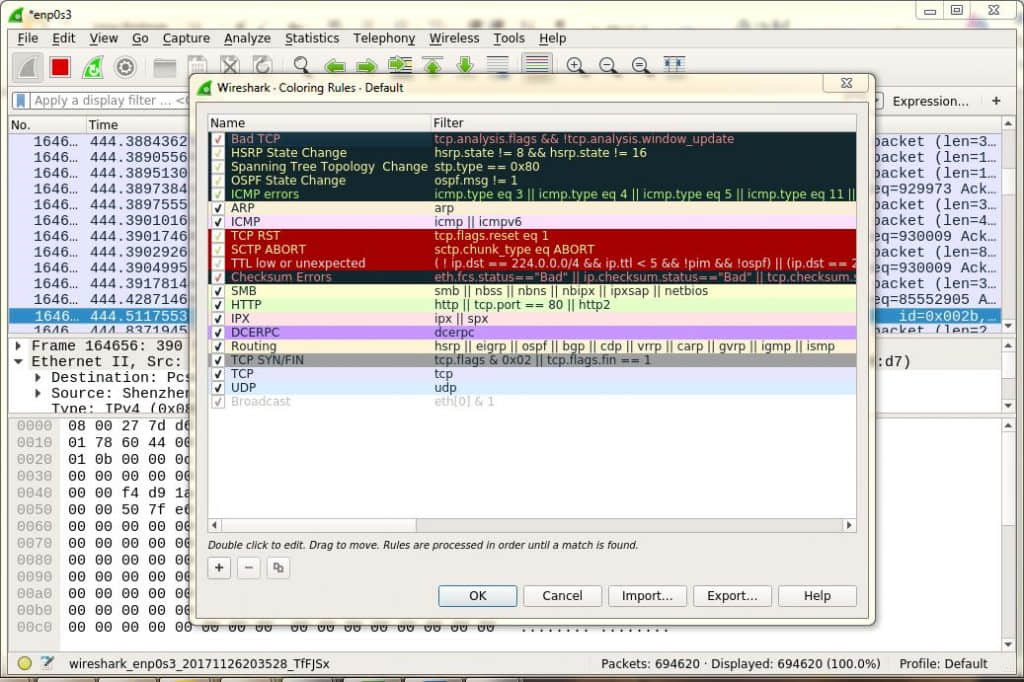 *enp0s3
File Edit View Go Capture Analyze Statistics Telephony Wireless Tools Help
Wireshark · Coloring Rules · Default
Apply a display filter ... <C
Expression... +
No. Time
Name Filter
Bad TCP tcp.analysis.flags && !tcp.analysis.window_update
HSRP State Change hsrp.state != 8 && hsrp.state != 16
Spanning Tree Topology Change stp.type == 0x80
OSPF State Change ospf.msg != 1
ICMP errors icmp.type eq 3 || icmp.type eq 4 || icmp.type eq 5 || icmp.type eq 11 ||
ARP arp
ICMP icmp || icmpv6
TCP RST tcp.flags.reset eq 1
SCTP ABORT sctp.chunk_type eq ABORT
TTL low or unexpected ( ! ip.dst == 224.0.0.0/4 && ip.ttl < 5 && !pim && !ospf) || (ip.dst == 2
Checksum Errors eth.fcs.status=="Bad" || ip.checksum.status=="Bad" || tcp.checksum.s
SMB smb || nbss || nbns || nbipx || ipxsap || netbios
HTTP http || tcp.port == 80 || http2
IPX ipx || spx
DCERPC dcerpc
Routing hsrp || eigrp || ospf || bgp || cdp || vrrp || carp || gvrp || igmp || ismp
TCP SYN/FIN tcp.flags & 0x02 || tcp.flags.fin == 1
TCP tcp
UDP udp
Broadcast eth[0] & 1
Double click to edit. Drag to move. Rules are processed in order until a match is found.
OK Cancel Import... Export... Help
1646… 444.3884362 packet (len=3…
1646… 444.3890556 packet (len=1…
1646… 444.3895130 packet (len=3…
1646… 444.3897384 eq=929973 Ack…
1646… 444.3897555 packet (len=3…
1646… 444.3901016 packet (len=4…
1646… 444.3901746 eq=930009 Ack…
1646… 444.3902926 packet (len=3…
1646… 444.3904995 eq=930009 Ack…
1646… 444.3917814 packet (len=3…
1646… 444.4287146 eq=85552905 A…
1646… 444.5117553 id=0x002b,…
1646… 444.8371945 packet (len=2…
Frame 164656: 390
Ethernet II, Src: :d7)
Destination: Pcs
Source: Shenzhen
Type: IPv4 (0x08
0000 08 00 27 7d d6
0010 01 78 60 44 00
0020 01 0b 00 00 0c
0030 00 00 00 00 00
0040 00 00 f4 d9 1a
0050 00 00 50 7f e6
0060 00 00 00 00 00
0070 00 00 00 00 00
0080 00 00 00 00 00
0090 00 00 00 00 00
00a0 00 00 00 00 00
00b0 00 00 00 00 00
00c0 00 00 00 00 00 00 00 00 00 00 00 00 00 00 00 00 ........ ........
wireshark_enp0s3_20171126203528_TfFJSx Packets: 694620 · Displayed: 694620 (100.0%) Profile: Default